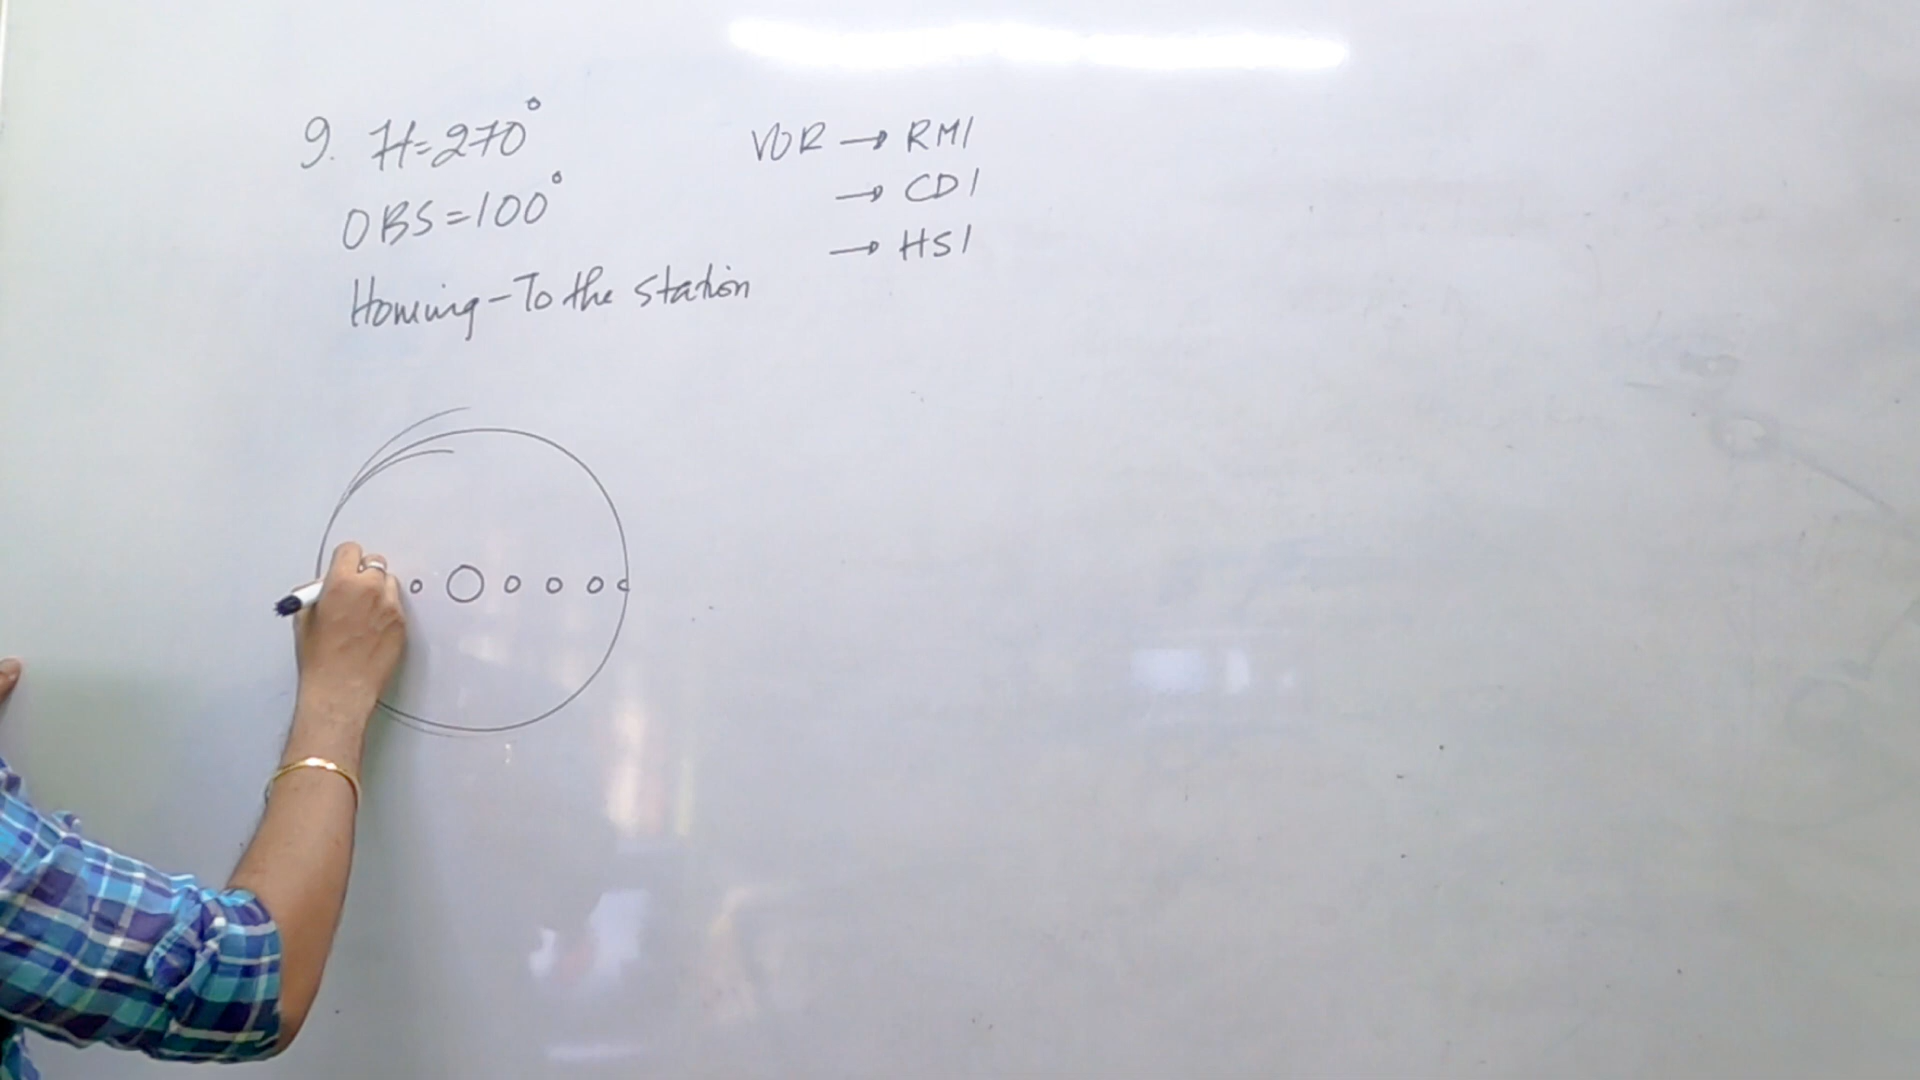 9. H=270°
OBS=100°
Homing-To the station
VOR → RMI
→ CDI
→ HSI